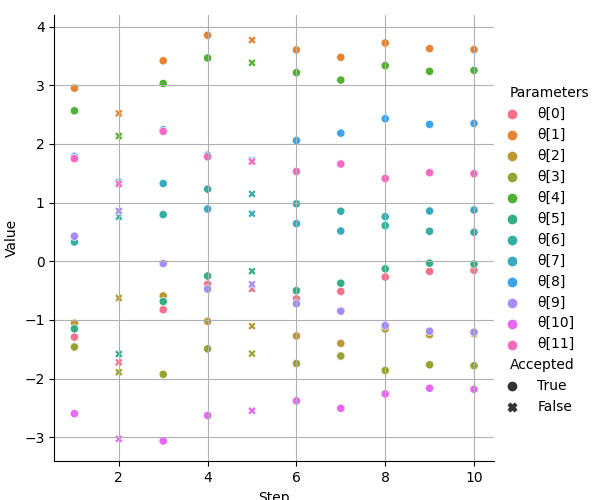 4
3
2
1
0
−1
−2
−3
Value
2
4
6
8
10
Step
Parameters
θ[0]
θ[1]
θ[2]
θ[3]
θ[4]
θ[5]
θ[6]
θ[7]
θ[8]
θ[9]
θ[10]
θ[11]
Accepted
True
False